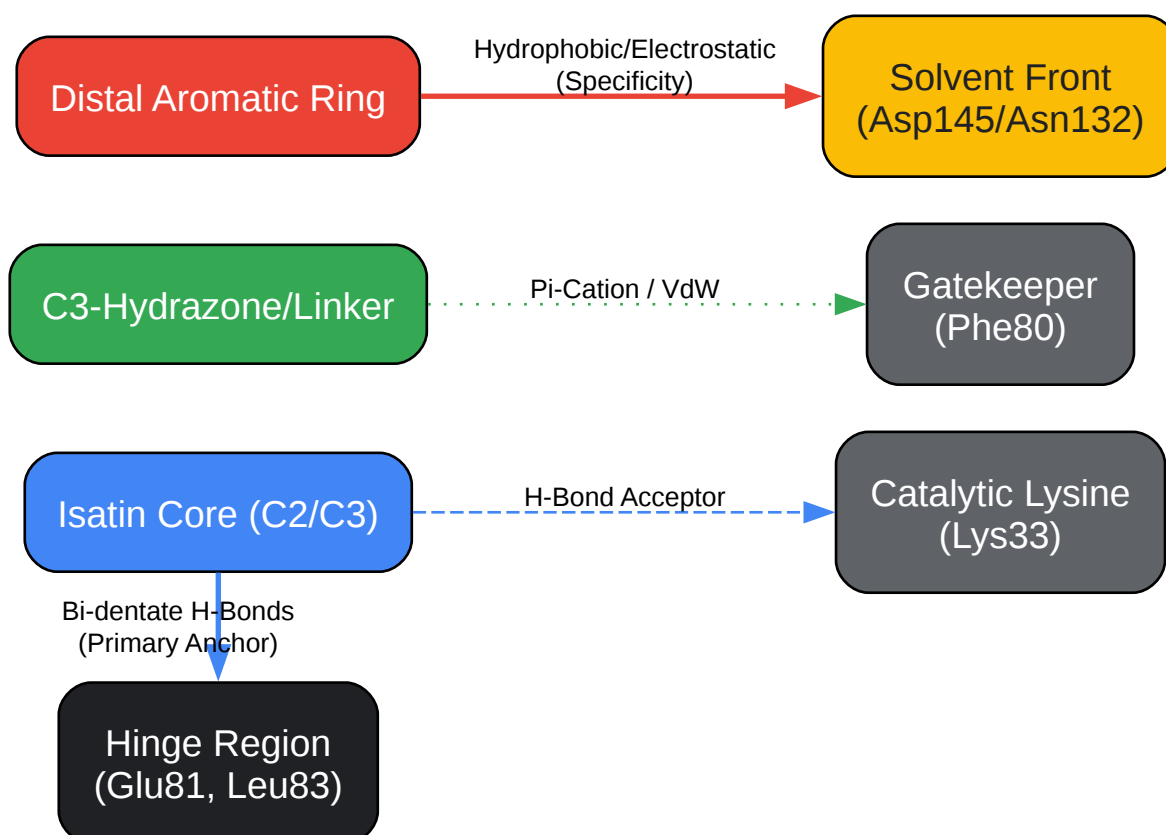 Distal Aromatic Ring
Hydrophobic/Electrostatic
(Specificity)
Solvent Front
(Asp145/Asn132)
C3-Hydrazone/Linker
Pi-Cation / VdW
Gatekeeper
(Phe80)
Isatin Core (C2/C3)
H-Bond Acceptor
Catalytic Lysine
(Lys33)
Bi-dentate H-Bonds
(Primary Anchor)
Hinge Region
(Glu81, Leu83)